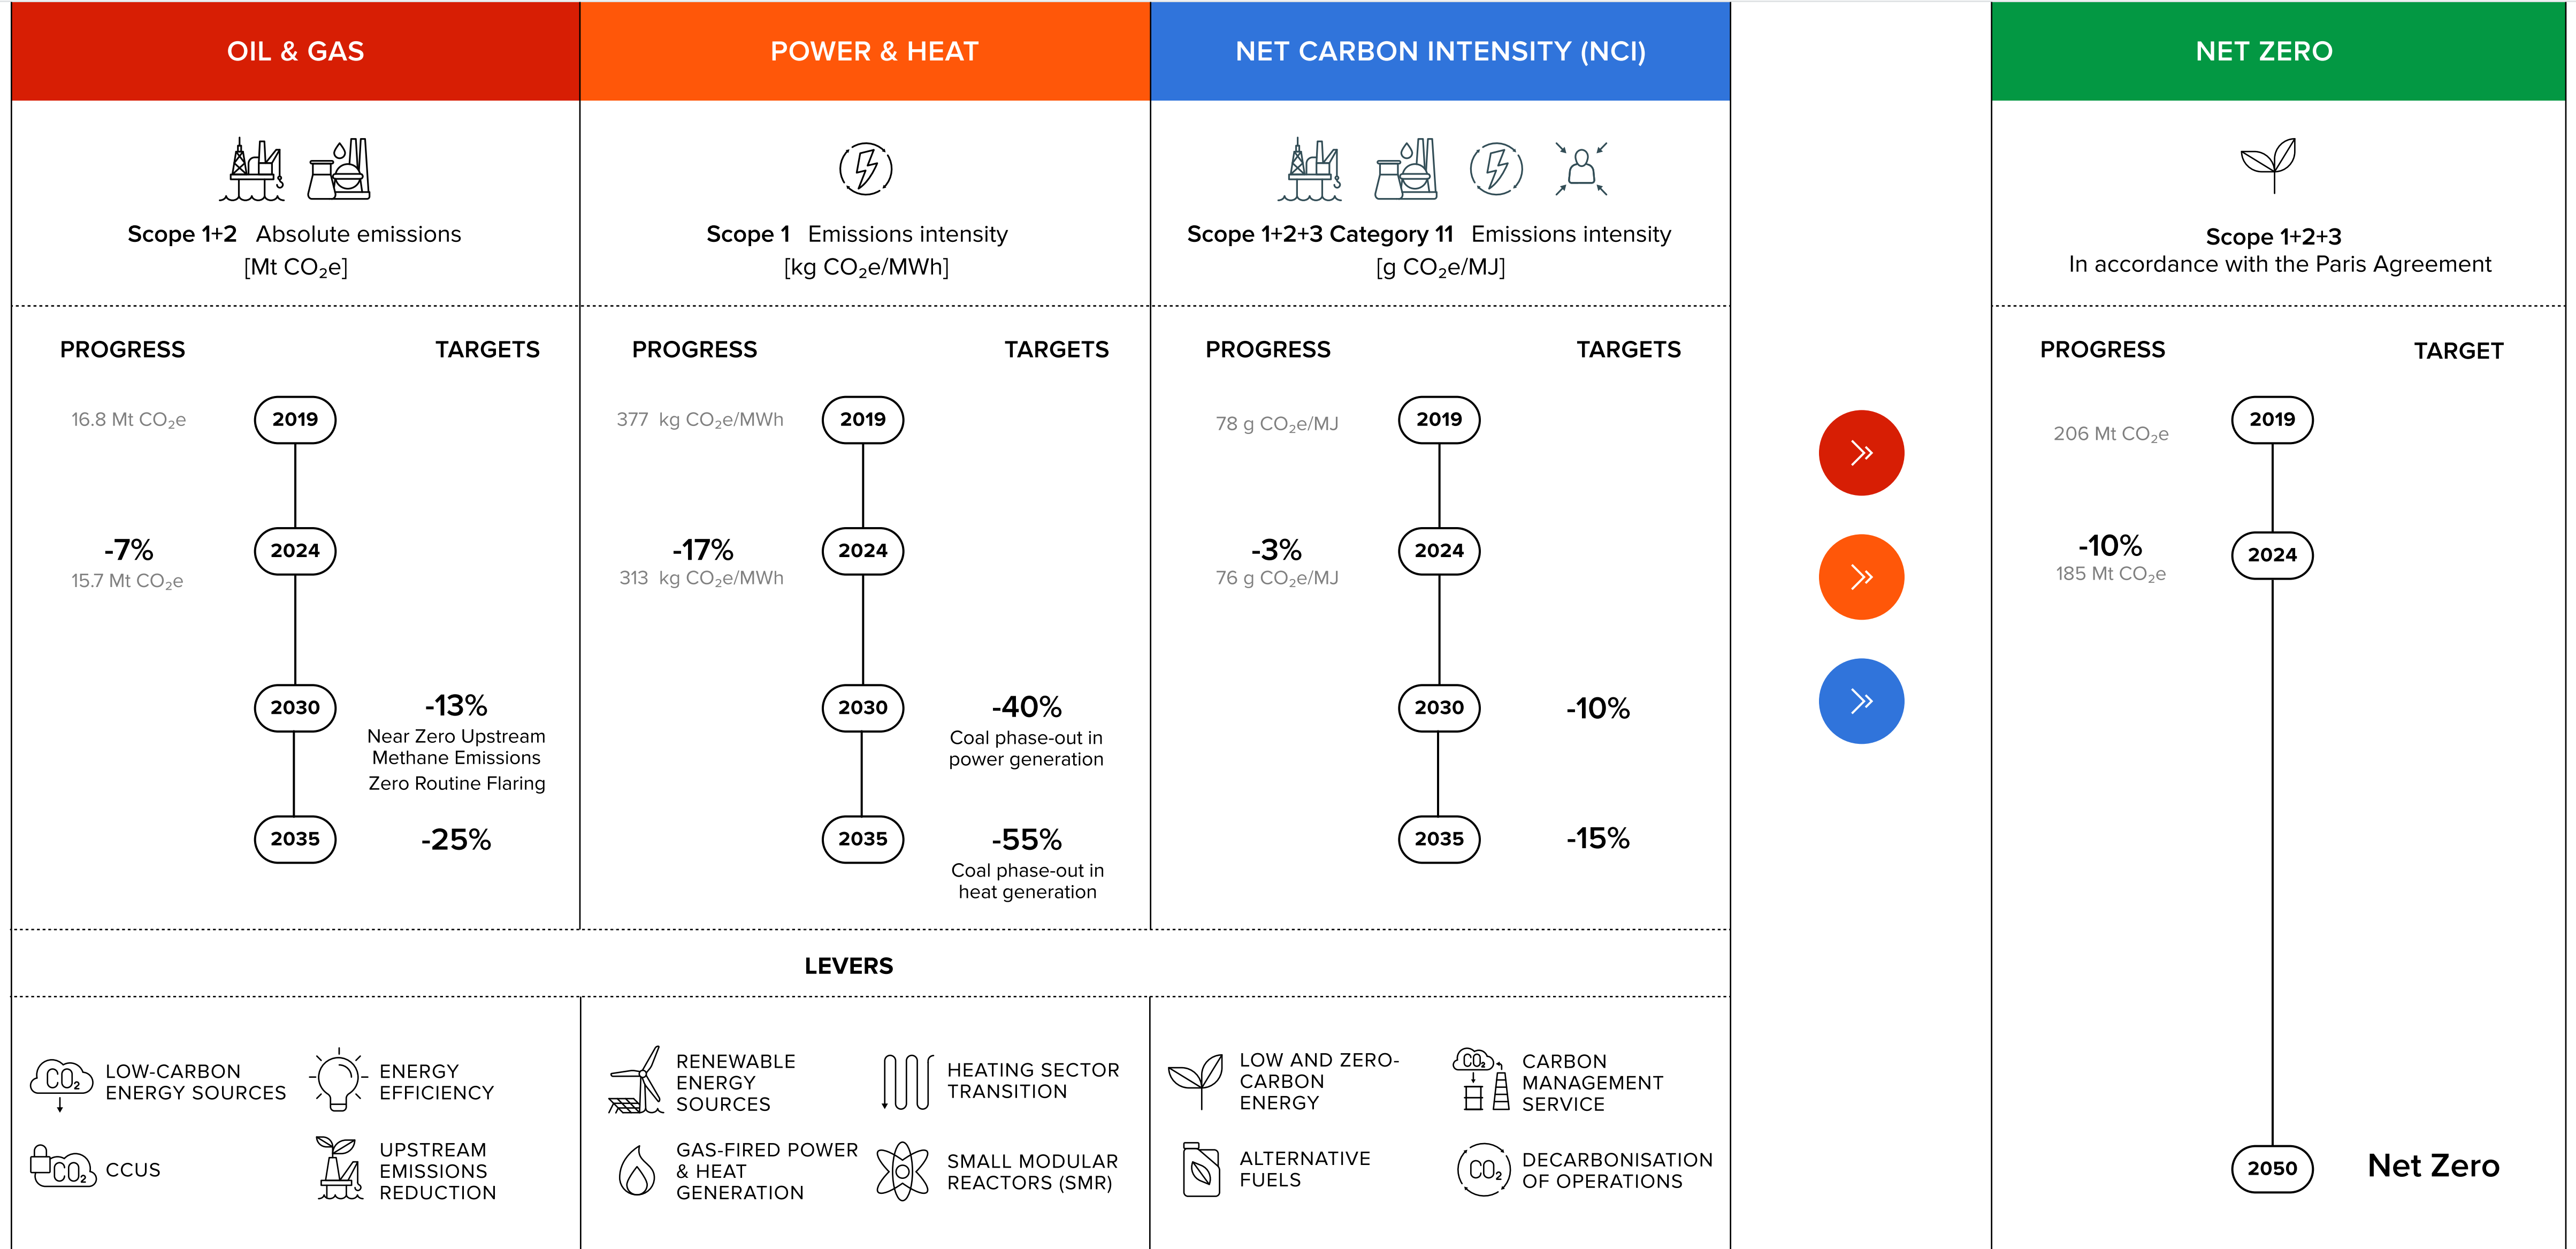 OIL & GAS
POWER & HEAT
NET CARBON INTENSITY (NCI)
NET ZERO
Scope 1+2 Absolute emissions
[Mt CO₂e]
Scope 1 Emissions intensity
[kg CO₂e/MWh]
Scope 1+2+3 Category 11 Emissions intensity
[g CO₂e/MJ]
Scope 1+2+3
In accordance with the Paris Agreement
PROGRESS
TARGETS
16.8 Mt CO₂e
2019
-7%
15.7 Mt CO₂e
2024
2030
-13%
Near Zero Upstream
Methane Emissions
Zero Routine Flaring
2035
-25%
PROGRESS
TARGETS
377 kg CO₂e/MWh
2019
-17%
313 kg CO₂e/MWh
2024
2030
-40%
Coal phase-out in
power generation
2035
-55%
Coal phase-out in
heat generation
PROGRESS
TARGETS
78 g CO₂e/MJ
2019
-3%
76 g CO₂e/MJ
2024
2030
-10%
2035
-15%
PROGRESS
TARGET
206 Mt CO₂e
2019
-10%
185 Mt CO₂e
2024
2050
Net Zero
LEVERS
CO₂
LOW-CARBON
ENERGY SOURCES
ENERGY
EFFICIENCY
CO₂
CCUS
UPSTREAM
EMISSIONS
REDUCTION
RENEWABLE
ENERGY
SOURCES
HEATING SECTOR
TRANSITION
GAS-FIRED POWER
& HEAT
GENERATION
SMALL MODULAR
REACTORS (SMR)
LOW AND ZERO-
CARBON
ENERGY
CO₂
CARBON
MANAGEMENT
SERVICE
ALTERNATIVE
FUELS
CO₂
DECARBONISATION
OF OPERATIONS